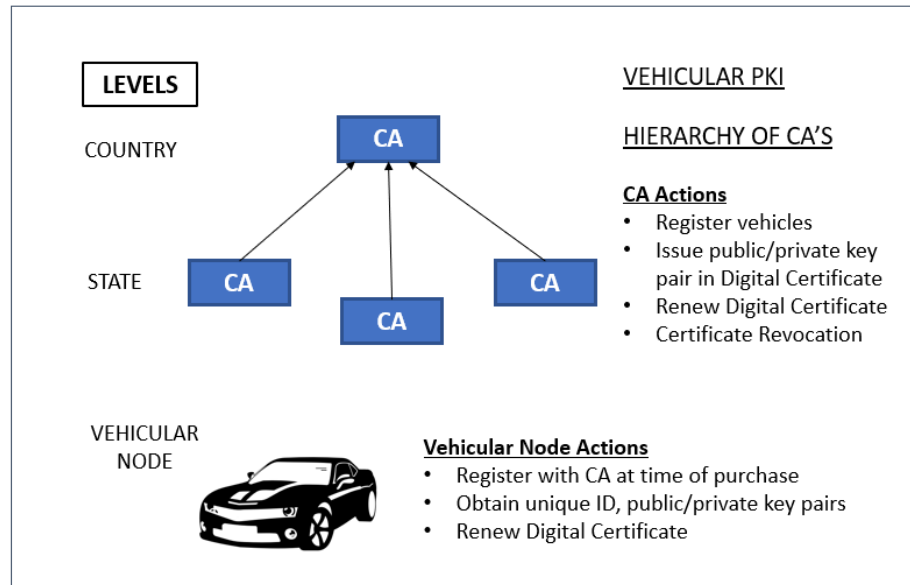 LEVELS
COUNTRY
STATE
VEHICULAR
NODE
CA
CA
CA
CA
VEHICULAR PKI
HIERARCHY OF CA'S
CA Actions
• Register vehicles
• Issue public/private key
pair in Digital Certificate
• Renew Digital Certificate
• Certificate Revocation
Vehicular Node Actions
• Register with CA at time of purchase
• Obtain unique ID, public/private key pairs
• Renew Digital Certificate